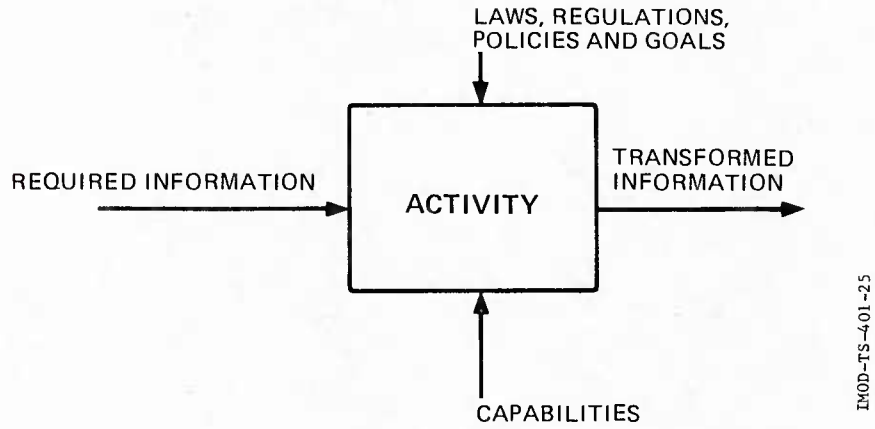 LAWS, REGULATIONS,
POLICIES AND GOALS
REQUIRED INFORMATION
ACTIVITY
TRANSFORMED
INFORMATION
CAPABILITIES
IMOD-TS-401-25